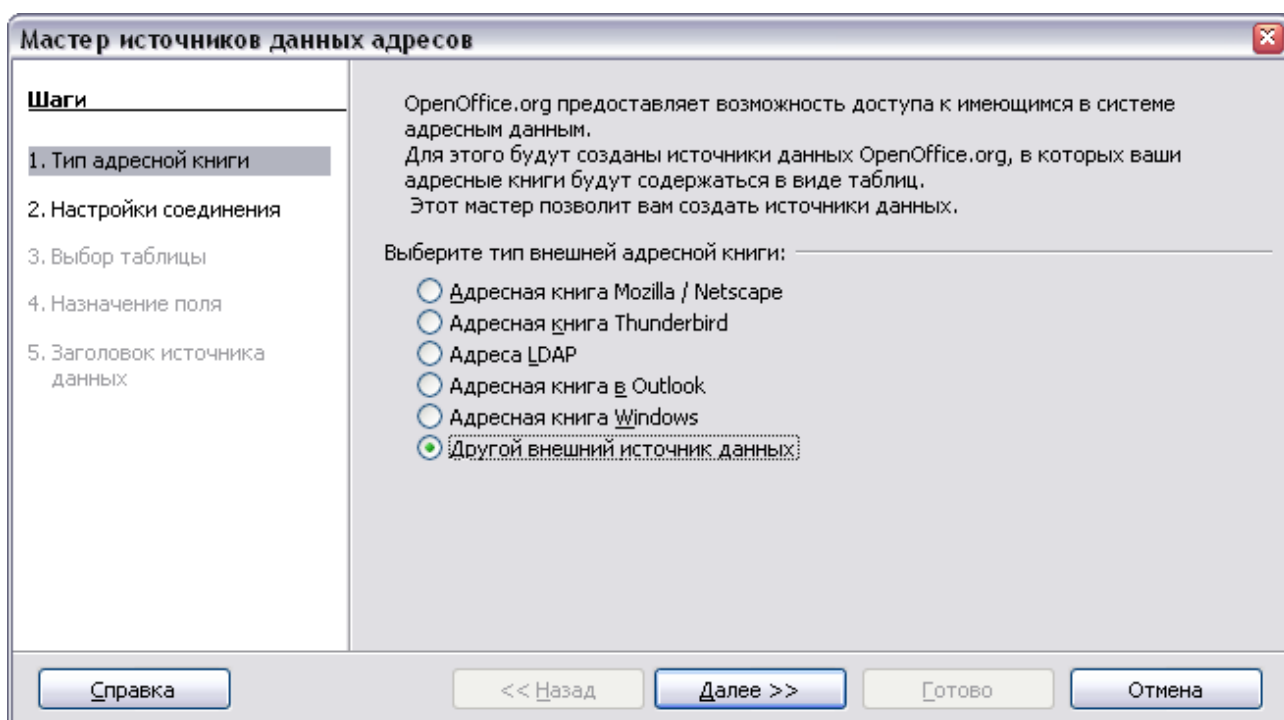 Мастер источников данных адресов
Шаги
1. Тип адресной книги
2. Настройки соединения
3. Выбор таблицы
4. Назначение поля
5. Заголовок источника
данных
OpenOffice.org предоставляет возможность доступа к имеющимся в системе
адресным данным.
Для этого будут созданы источники данных OpenOffice.org, в которых ваши
адресные книги будут содержаться в виде таблиц.
Этот мастер позволит вам создать источники данных.
Выберите тип внешней адресной книги:
Адресная книга Mozilla / Netscape
Адресная книга Thunderbird
Адреса LDAP
Адресная книга в Outlook
Адресная книга Windows
Другой внешний источник данных
Справка
<< Назад
Далее >>
Готово
Отмена